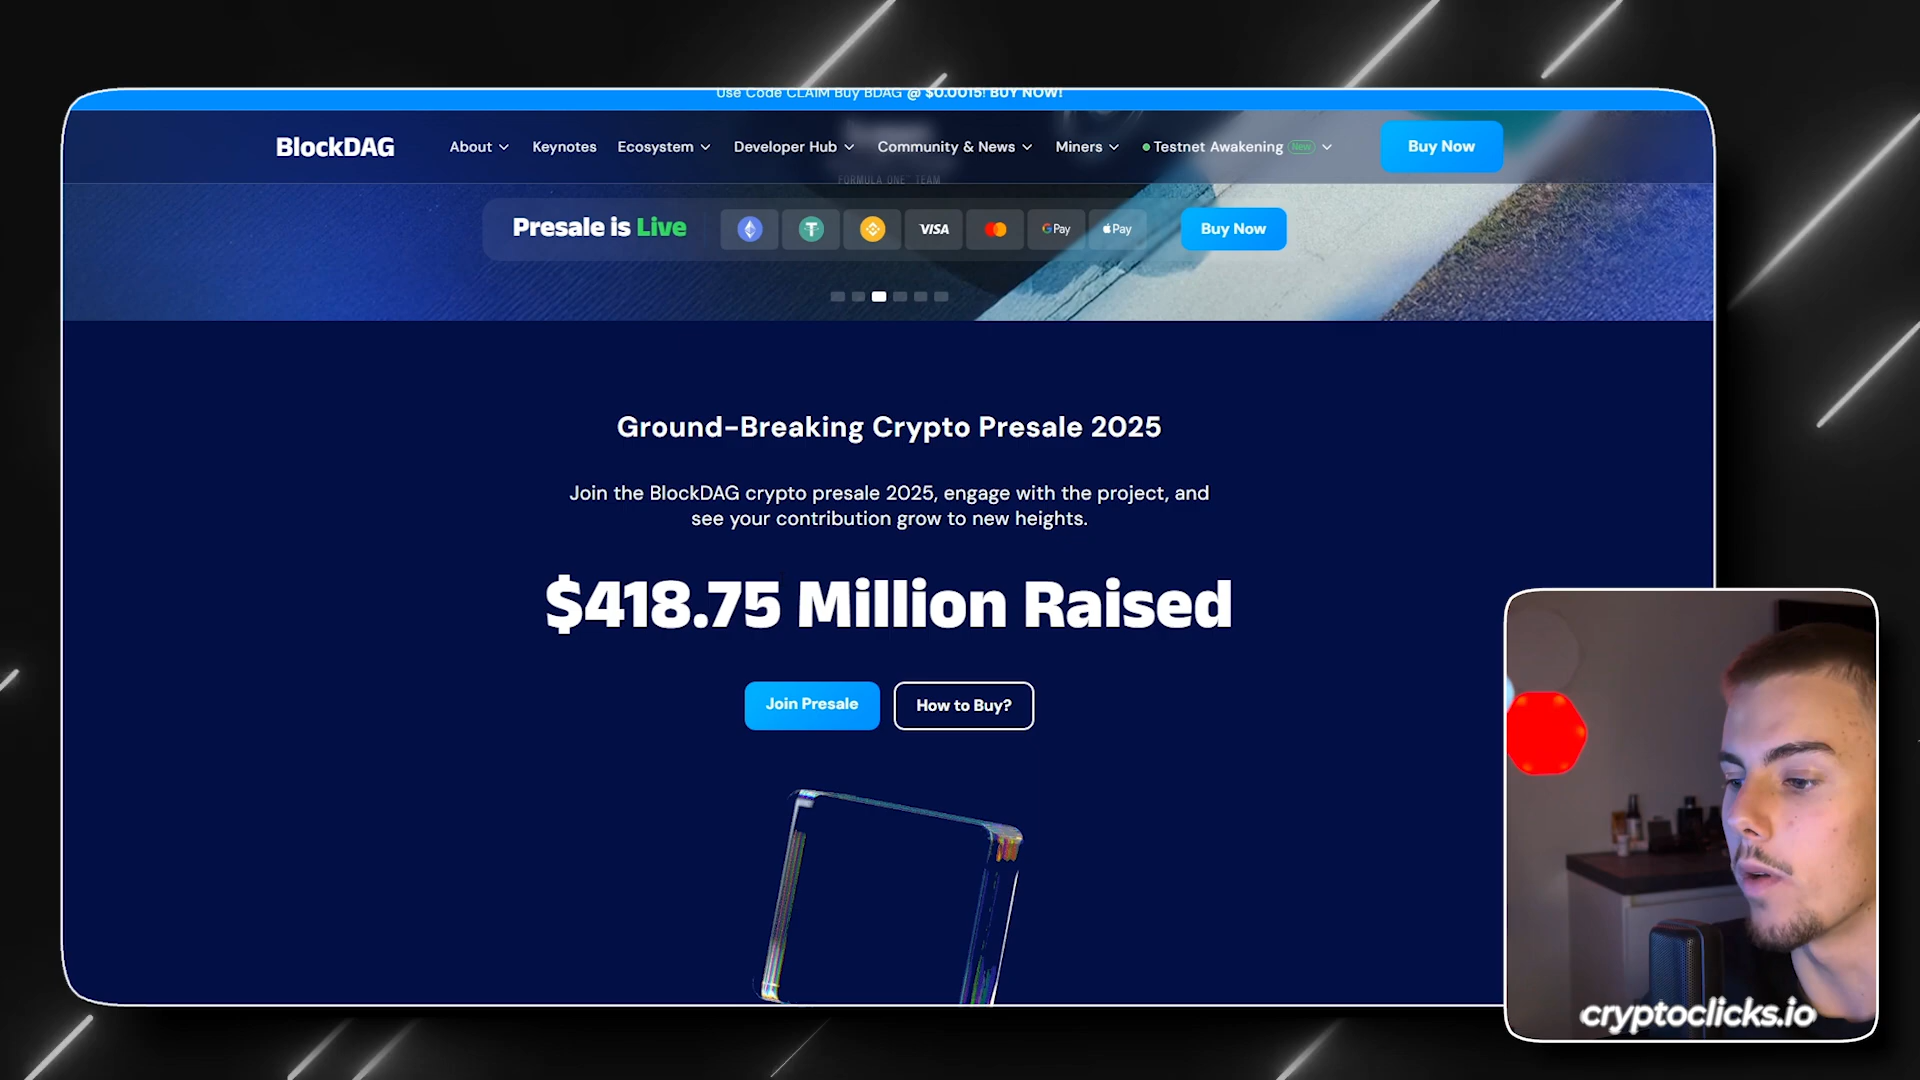 Use Code CLAIM Buy BDAG @ $0.0015! BUY NOW!
BlockDAG
About
Keynotes
Ecosystem
Developer Hub
Community & News
Miners
Testnet Awakening New
Buy Now
FORMULA ONE™ TEAM
Presale is Live
VISA
G Pay
Pay
Buy Now
Ground-Breaking Crypto Presale 2025
Join the BlockDAG crypto presale 2025, engage with the project, and
see your contribution grow to new heights.
$418.75 Million Raised
Join Presale
How to Buy?
cryptoclicks.io